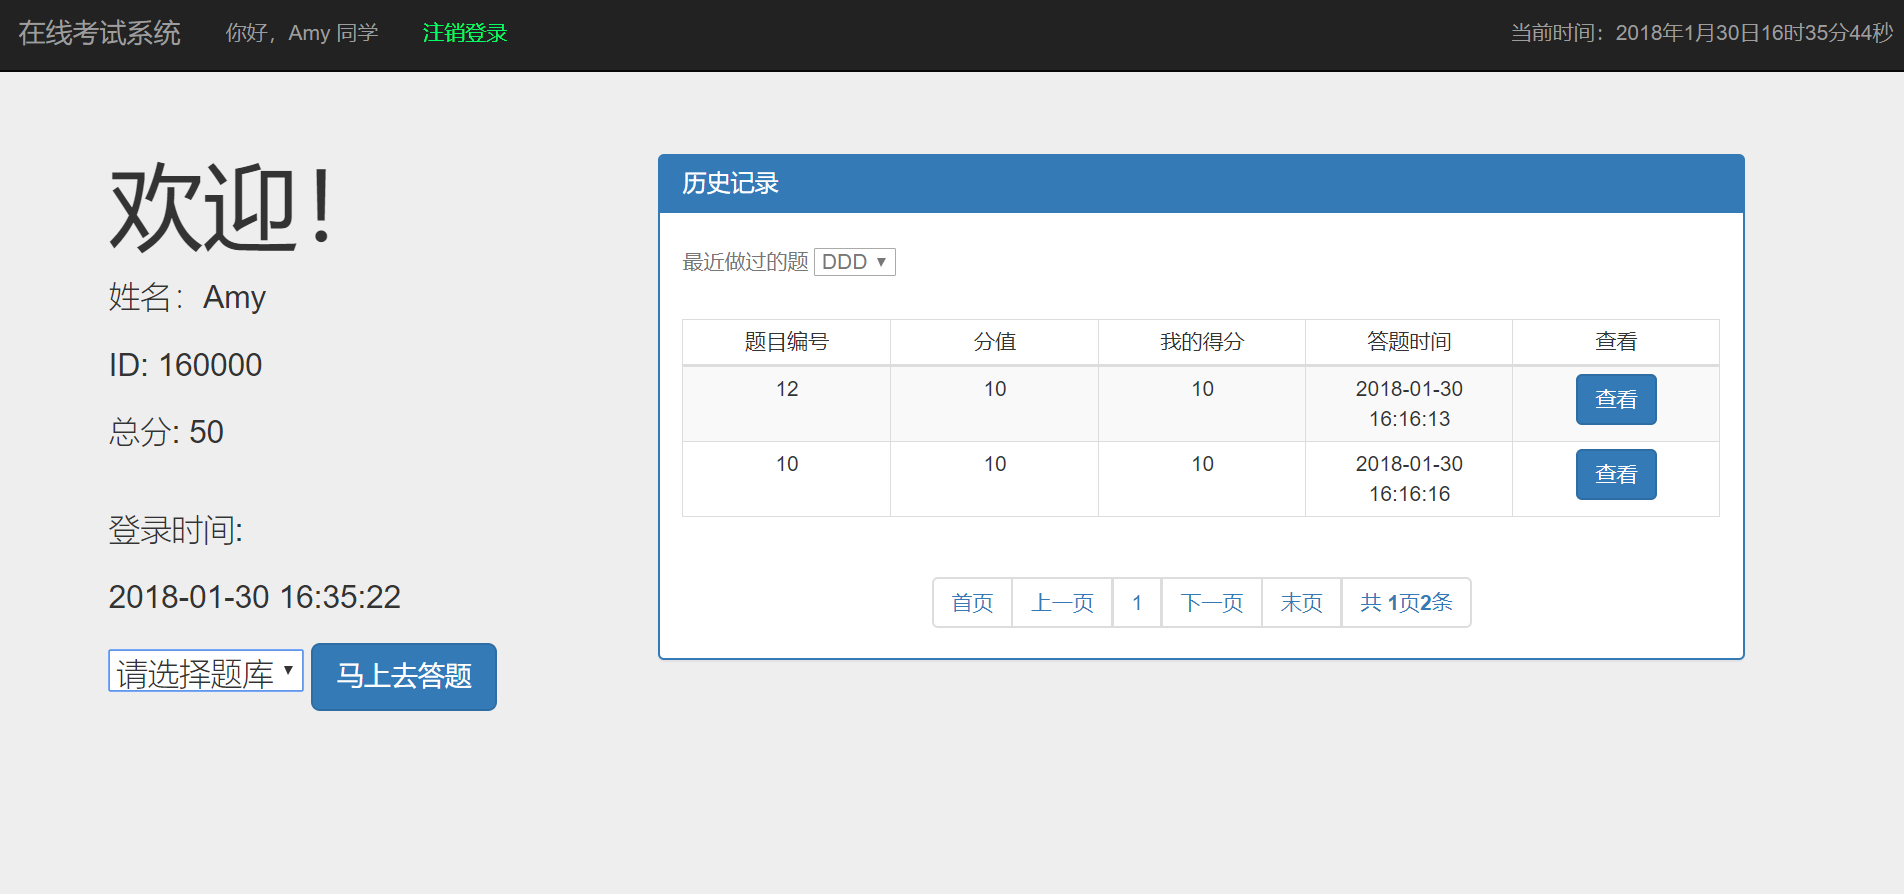 在线考试系统 你好，Amy 同学 注销登录 当前时间：2018年1月30日16时35分44秒
欢迎！
姓名：Amy
ID: 160000
总分: 50
登录时间:
2018-01-30 16:35:22
请选择题库 马上去答题
历史记录
最近做过的题 DDD
题目编号 分值 我的得分 答题时间 查看
12 10 10 2018-01-30 查看
16:16:13
10 10 10 2018-01-30 查看
16:16:16
首页 上一页 1 下一页 末页 共 1页2条